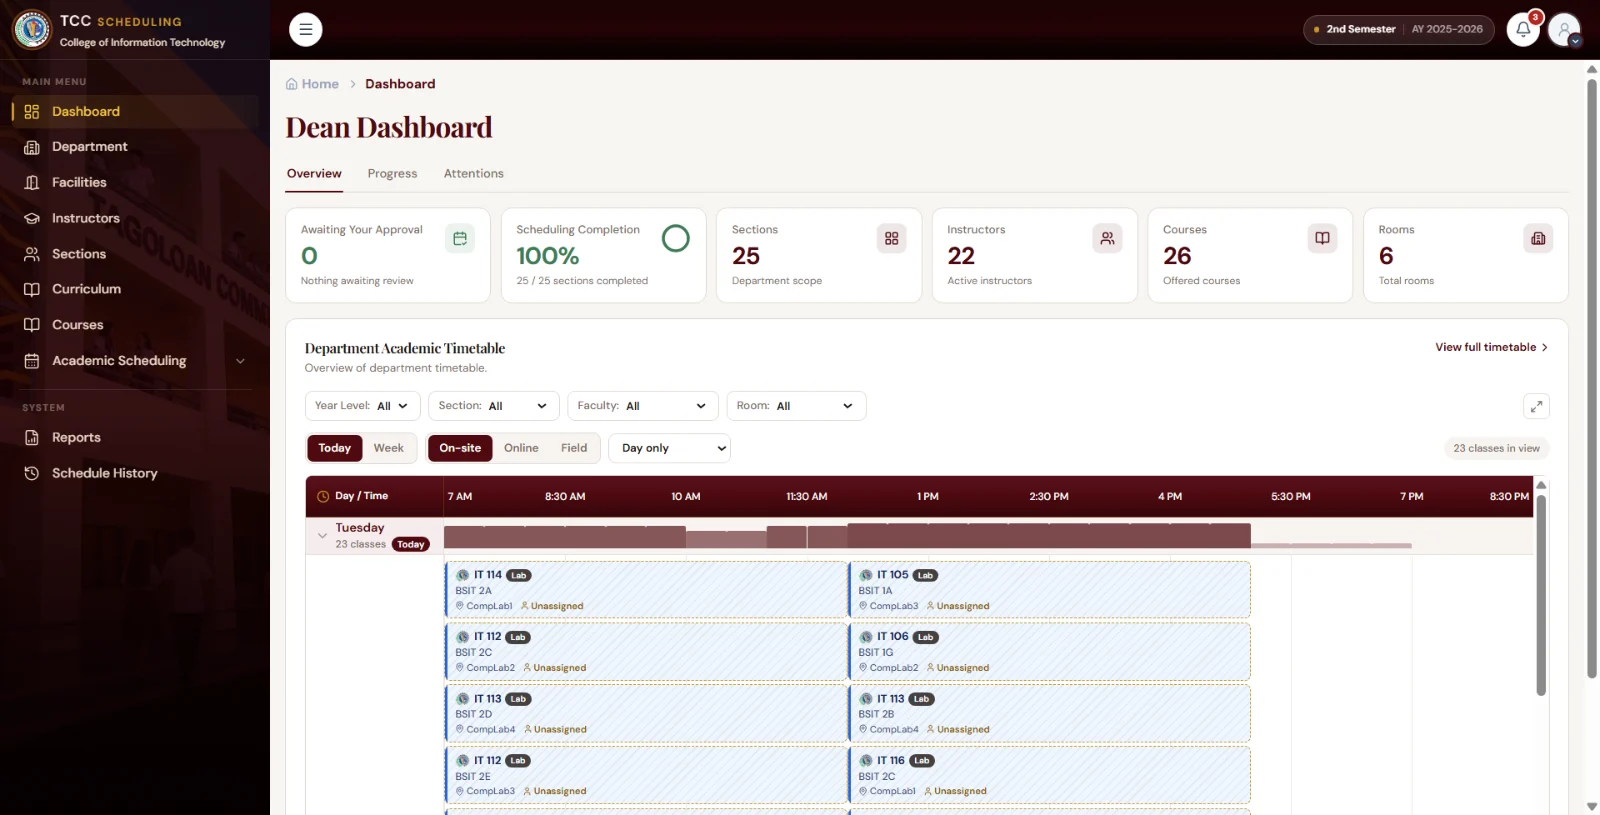 TCC SCHEDULING
College of Information Technology
2nd Semester
AY 2025-2026
3
MAIN MENU
Dashboard
Department
Facilities
Instructors
Sections
Curriculum
Courses
Academic Scheduling
SYSTEM
Reports
Schedule History
Home > Dashboard
Dean Dashboard
Overview
Progress
Attentions
Awaiting Your Approval
0
Nothing awaiting review
Scheduling Completion
100%
25 / 25 sections completed
Sections
25
Department scope
Instructors
22
Active instructors
Courses
26
Offered courses
Rooms
6
Total rooms
Department Academic Timetable
Overview of department timetable.
View full timetable
Year Level: All
Section: All
Faculty: All
Room: All
Today
Week
On-site
Online
Field
Day only
23 classes in view
Day / Time
7 AM
8:30 AM
10 AM
11:30 AM
1 PM
2:30 PM
4 PM
5:30 PM
7 PM
8:30 PM
Tuesday
23 classes Today
IT 114 Lab
BSIT 2A
CompLab1 Unassigned
IT 105 Lab
BSIT 1A
CompLab3 Unassigned
IT 112 Lab
BSIT 2C
CompLab2 Unassigned
IT 106 Lab
BSIT 1G
CompLab2 Unassigned
IT 113 Lab
BSIT 2D
CompLab4 Unassigned
IT 113 Lab
BSIT 2B
CompLab4 Unassigned
IT 112 Lab
BSIT 2E
CompLab3 Unassigned
IT 116 Lab
BSIT 2C
CompLab1 Unassigned